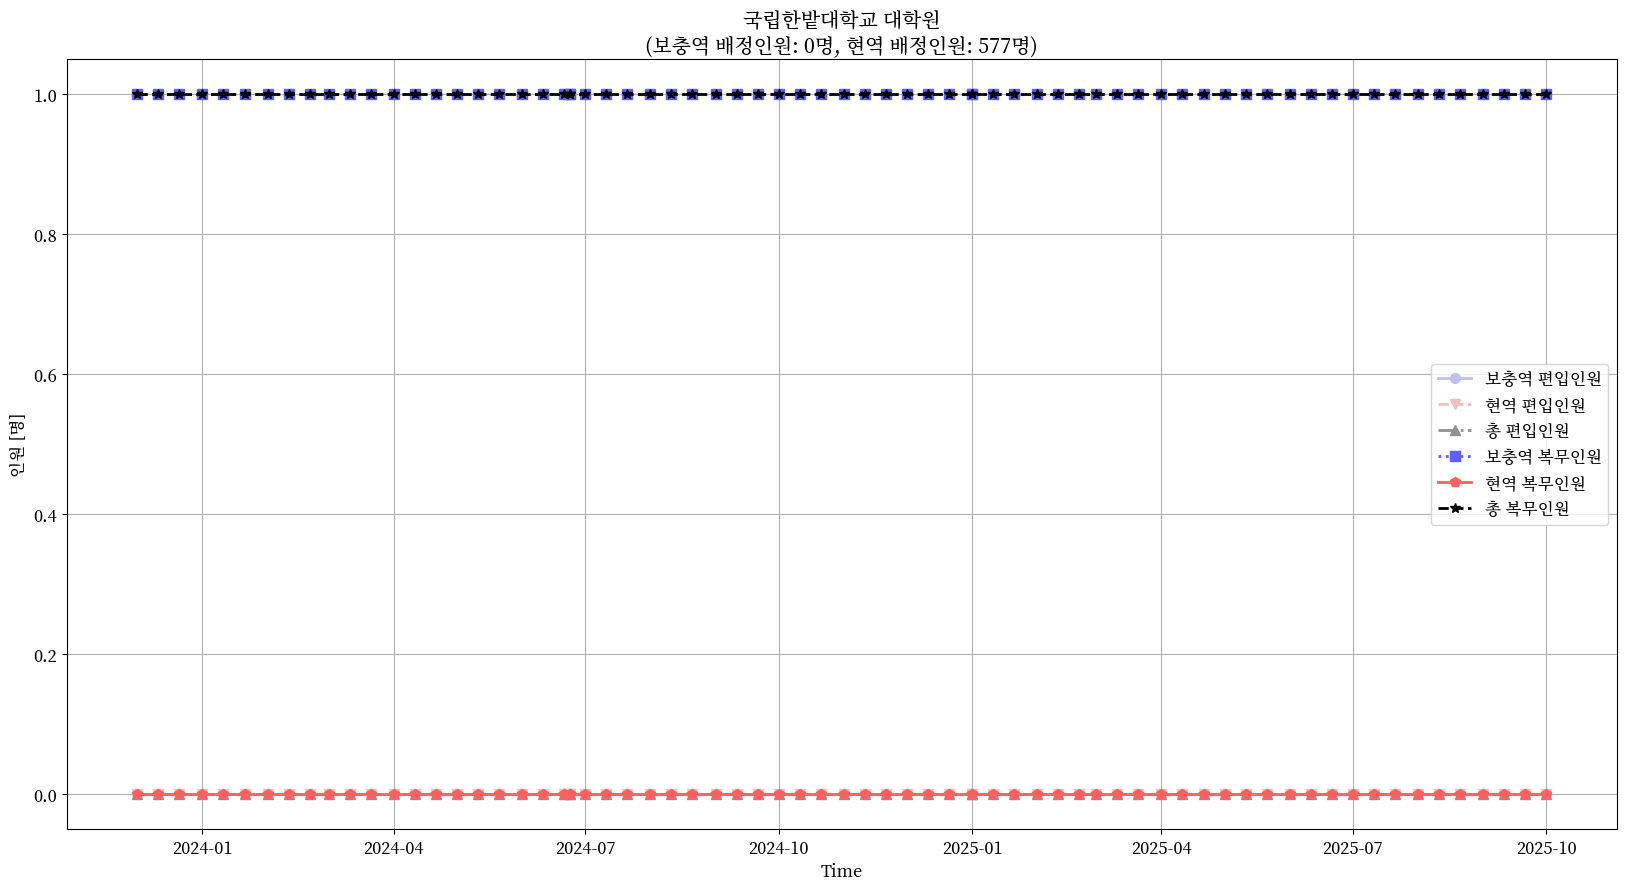 국립한밭대학교 대학원
(보충역 배정인원: 0명, 현역 배정인원: 577명)
1.0
0.8
0.6
0.4
0.2
0.0
인원 [명]
보충역 편입인원
현역 편입인원
총 편입인원
보충역 복무인원
현역 복무인원
총 복무인원
2024-01
2024-04
2024-07
2024-10
2025-01
2025-04
2025-07
2025-10
Time